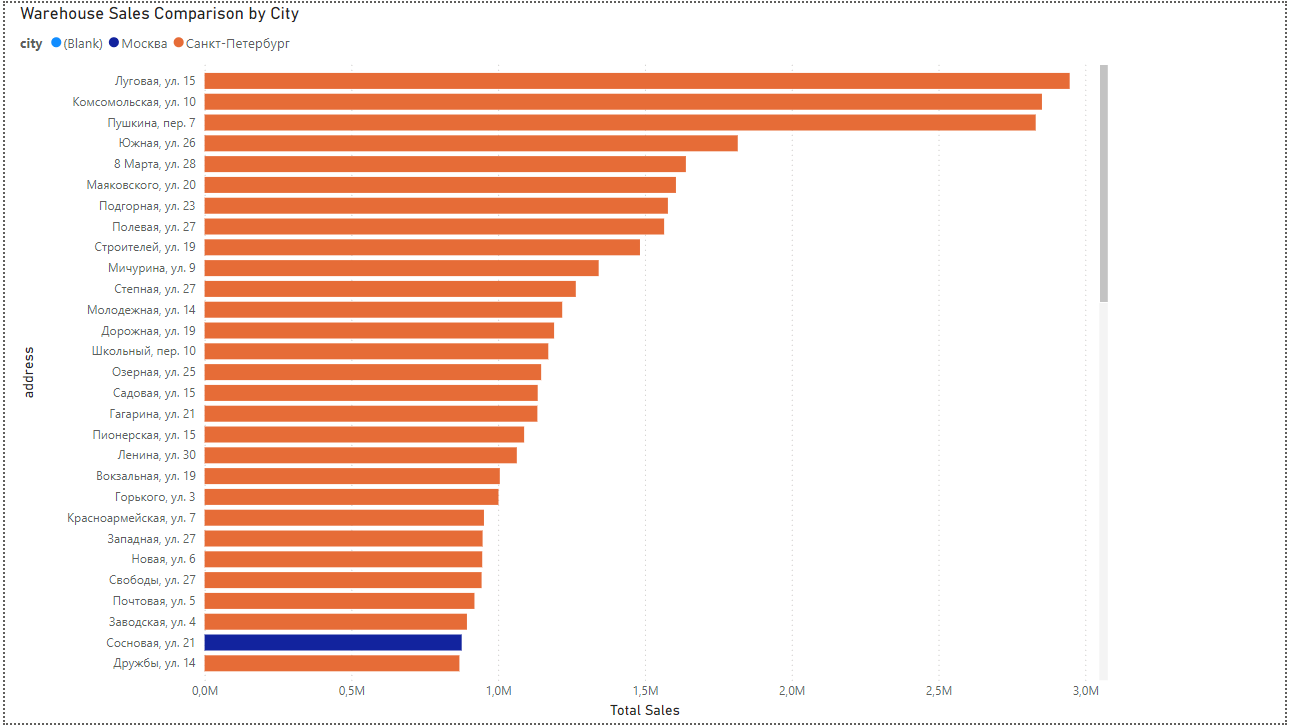 Warehouse Sales Comparison by City
city (Blank) Москва Санкт-Петербург
address
Луговая, ул. 15
Комсомольская, ул. 10
Пушкина, пер. 7
Южная, ул. 26
8 Марта, ул. 28
Маяковского, ул. 20
Подгорная, ул. 23
Полевая, ул. 27
Строителей, ул. 19
Мичурина, ул. 9
Степная, ул. 27
Молодежная, ул. 14
Дорожная, ул. 19
Школьный, пер. 10
Озерная, ул. 25
Садовая, ул. 15
Гагарина, ул. 21
Пионерская, ул. 15
Ленина, ул. 30
Вокзальная, ул. 19
Горького, ул. 3
Красноармейская, ул. 7
Западная, ул. 27
Новая, ул. 6
Свободы, ул. 27
Почтовая, ул. 5
Заводская, ул. 4
Сосновая, ул. 21
Дружбы, ул. 14
0,0M 0,5M 1,0M 1,5M 2,0M 2,5M 3,0M
Total Sales